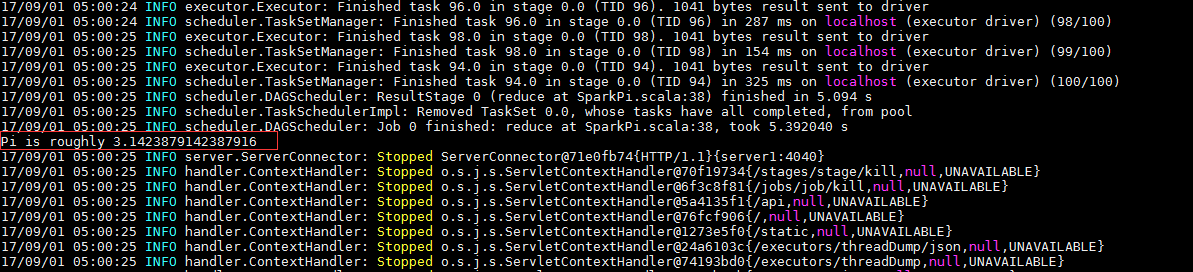 17/09/01 05:00:24 INFO executor.Executor: Finished task 96.0 in stage 0.0 (TID 96). 1041 bytes result sent to driver
17/09/01 05:00:24 INFO scheduler.TaskSetManager: Finished task 96.0 in stage 0.0 (TID 96) in 287 ms on localhost (executor driver) (98/100)
17/09/01 05:00:25 INFO executor.Executor: Finished task 98.0 in stage 0.0 (TID 98). 1041 bytes result sent to driver
17/09/01 05:00:25 INFO scheduler.TaskSetManager: Finished task 98.0 in stage 0.0 (TID 98) in 154 ms on localhost (executor driver) (99/100)
17/09/01 05:00:25 INFO executor.Executor: Finished task 94.0 in stage 0.0 (TID 94). 1041 bytes result sent to driver
17/09/01 05:00:25 INFO scheduler.TaskSetManager: Finished task 94.0 in stage 0.0 (TID 94) in 325 ms on localhost (executor driver) (100/100)
17/09/01 05:00:25 INFO scheduler.DAGScheduler: ResultStage 0 (reduce at SparkPi.scala:38) finished in 5.094 s
17/09/01 05:00:25 INFO scheduler.TaskSchedulerImpl: Removed TaskSet 0.0, whose tasks have all completed, from pool
17/09/01 05:00:25 INFO scheduler.DAGScheduler: Job 0 finished: reduce at SparkPi.scala:38, took 5.392040 s
Pi is roughly 3.1423879142387916
17/09/01 05:00:25 INFO server.ServerConnector: Stopped ServerConnector@71e0fb74{HTTP/1.1}{server1:4040}
17/09/01 05:00:25 INFO handler.ContextHandler: Stopped o.s.j.s.ServletContextHandler@70f19734{/stages/stage/kill,null,UNAVAILABLE}
17/09/01 05:00:25 INFO handler.ContextHandler: Stopped o.s.j.s.ServletContextHandler@6f3c8f81{/jobs/job/kill,null,UNAVAILABLE}
17/09/01 05:00:25 INFO handler.ContextHandler: Stopped o.s.j.s.ServletContextHandler@5a4135f1{/api,null,UNAVAILABLE}
17/09/01 05:00:25 INFO handler.ContextHandler: Stopped o.s.j.s.ServletContextHandler@76fcf906{/,null,UNAVAILABLE}
17/09/01 05:00:25 INFO handler.ContextHandler: Stopped o.s.j.s.ServletContextHandler@1273e5f0{/static,null,UNAVAILABLE}
17/09/01 05:00:25 INFO handler.ContextHandler: Stopped o.s.j.s.ServletContextHandler@24a6103c{/executors/threadDump/json,null,UNAVAILABLE}
17/09/01 05:00:25 INFO handler.ContextHandler: Stopped o.s.j.s.ServletContextHandler@74193bd0{/executors/threadDump,null,UNAVAILABLE}